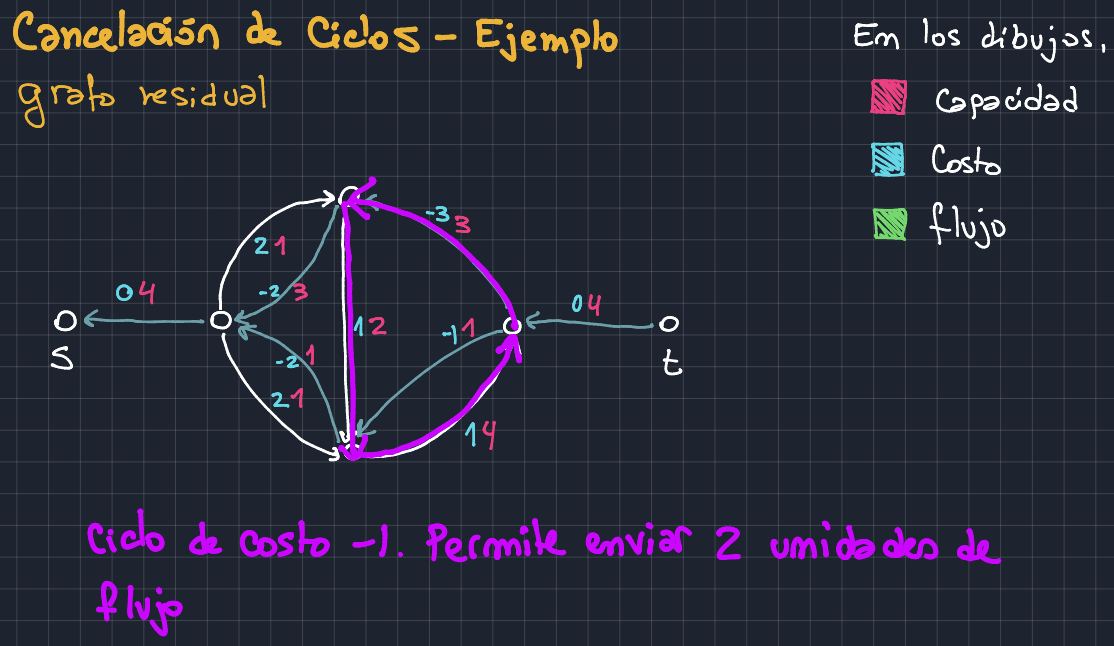 Cancelación de Ciclos - Ejemplo
En los dibujos,
grafo residual
Capacidad
Costo
flujo
-3 3
2 1
-2 3
0 4
0 4
1 2
-1 1
-2 1
2 1
1 4
s
t
Ciclo de costo -1. Permite enviar 2 unidades de
flujo